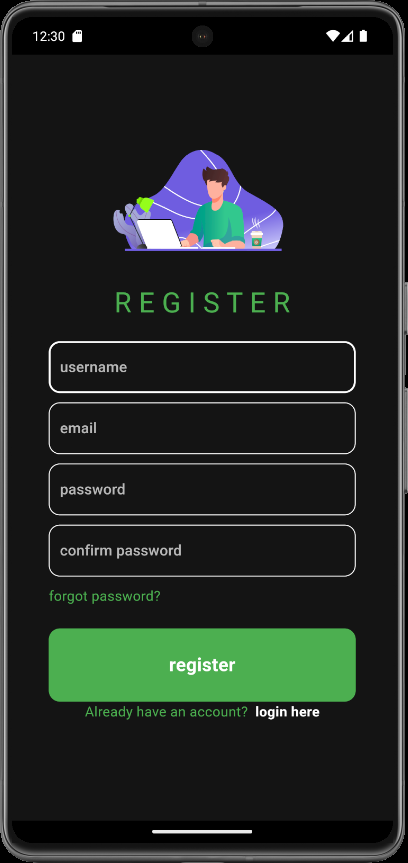 12:30
REGISTER
username
email
password
confirm password
forgot password?
register
Already have an account? login here